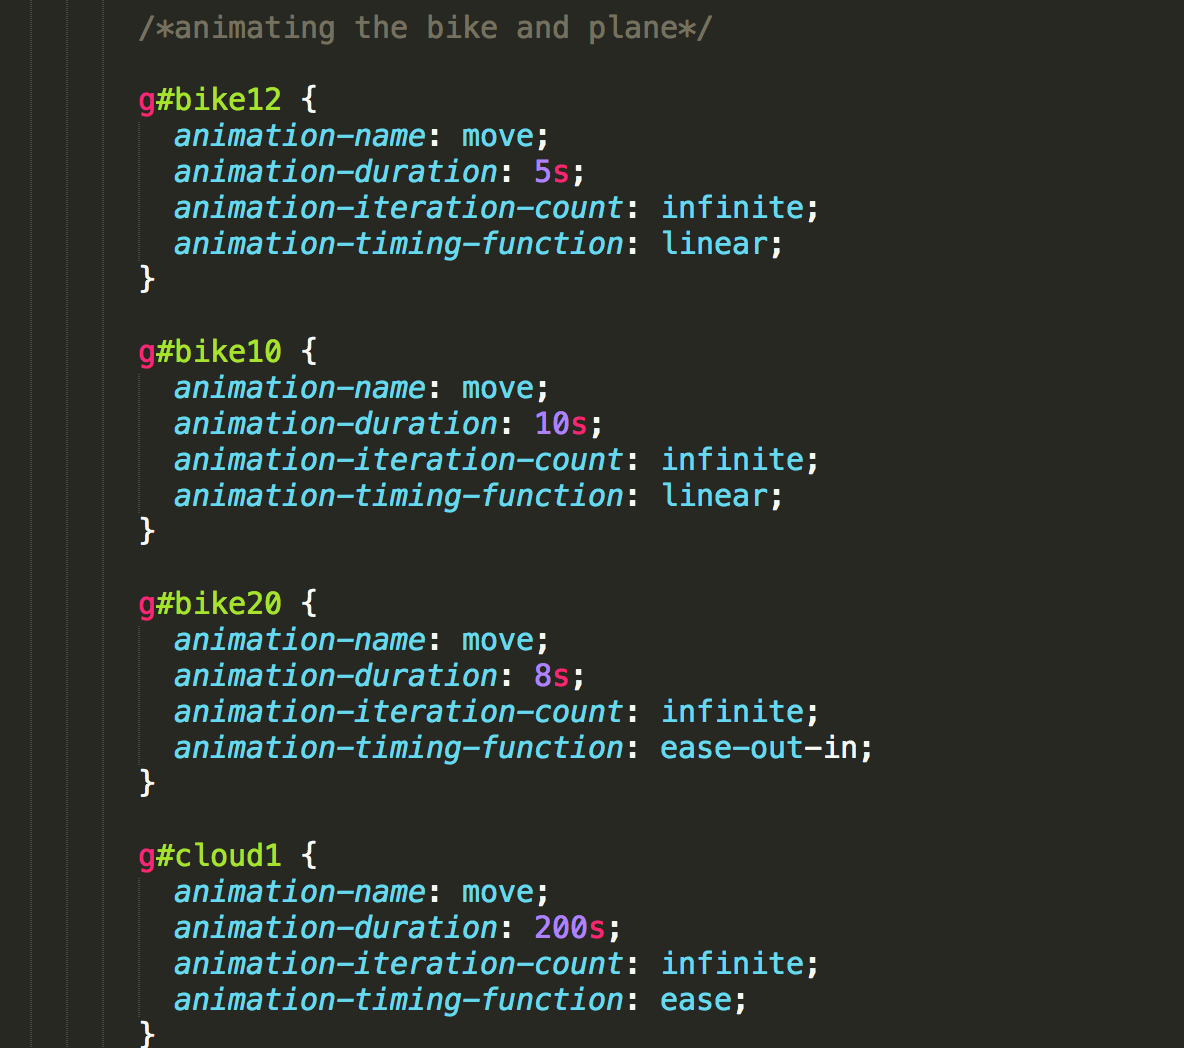 /*animating the bike and plane*/
g#bike12 {
animation-name: move;
animation-duration: 5s;
animation-iteration-count: infinite;
animation-timing-function: linear;
}
g#bike10 {
animation-name: move;
animation-duration: 10s;
animation-iteration-count: infinite;
animation-timing-function: linear;
}
g#bike20 {
animation-name: move;
animation-duration: 8s;
animation-iteration-count: infinite;
animation-timing-function: ease-out-in;
}
g#cloud1 {
animation-name: move;
animation-duration: 200s;
animation-iteration-count: infinite;
animation-timing-function: ease;
}